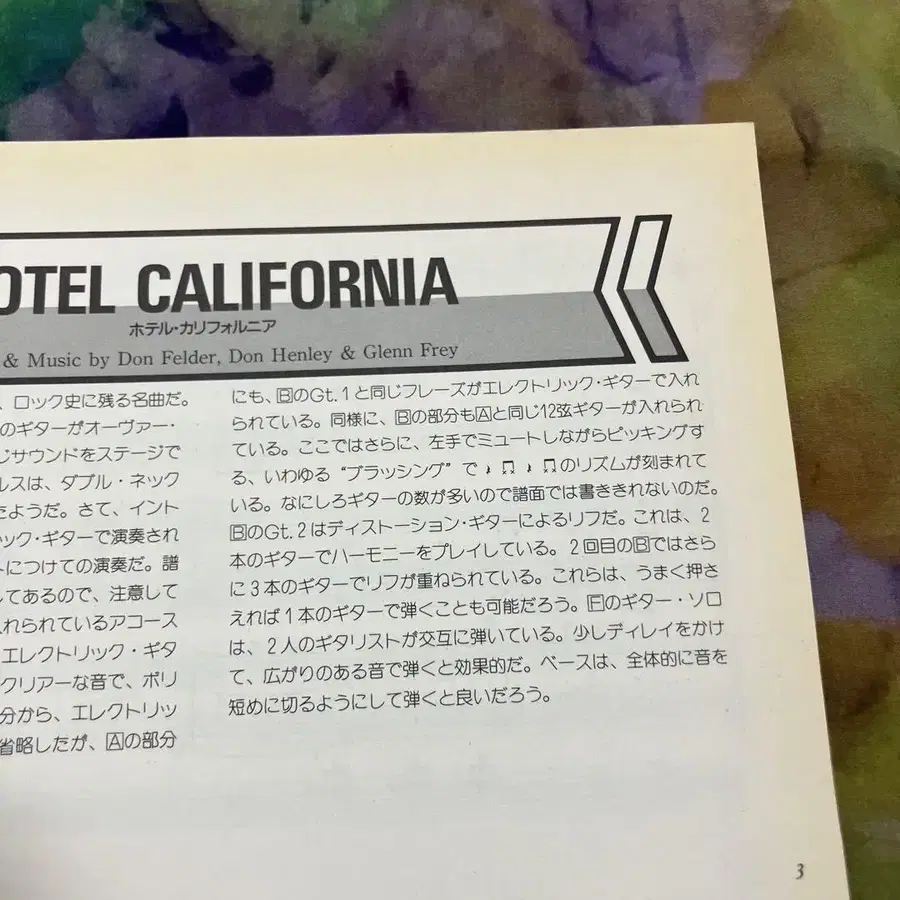 OTEL CALIFORNIA
ホテル・カリフォルニア
& Music by Don Felder, Don Henley & Glenn Frey
、ロック史に残る名曲だ。
のギターがオーヴァー・
じサウンドをステージで
ルスは、ダブル・ネック
たようだ。さて、イント
ック・ギターで演奏され
トにつけての演奏だ。譜
してあるので、注意して
入れられているアコース
エレクトリック・ギタ
クリアーな音で、ポリ
分から、エレクトリッ
省略したが、Aの部分
にも、BのGt.1と同じフレーズがエレクトリック・ギターで入れ
られている。同様に、Bの部分もAと同じ12弦ギターが入れられ
ている。ここではさらに、左手でミュートしながらピッキングす
る、いわゆる“ブラッシング”で♪♫♪♫のリズムが刻まれて
いる。なにしろギターの数が多いので譜面では書ききれないのだ。
BのGt.2はディストーション・ギターによるリフだ。これは、2
本のギターでハーモニーをプレイしている。2回目のBではさら
に3本のギターでリフが重ねられている。これらは、うまく押さ
えれば1本のギターで弾くことも可能だろう。Fのギター・ソロ
は、2人のギタリストが交互に弾いている。少しディレイをかけ
て、広がりのある音で弾くと効果的だ。ベースは、全体的に音を
短めに切るようにして弾くと良いだろう。
3